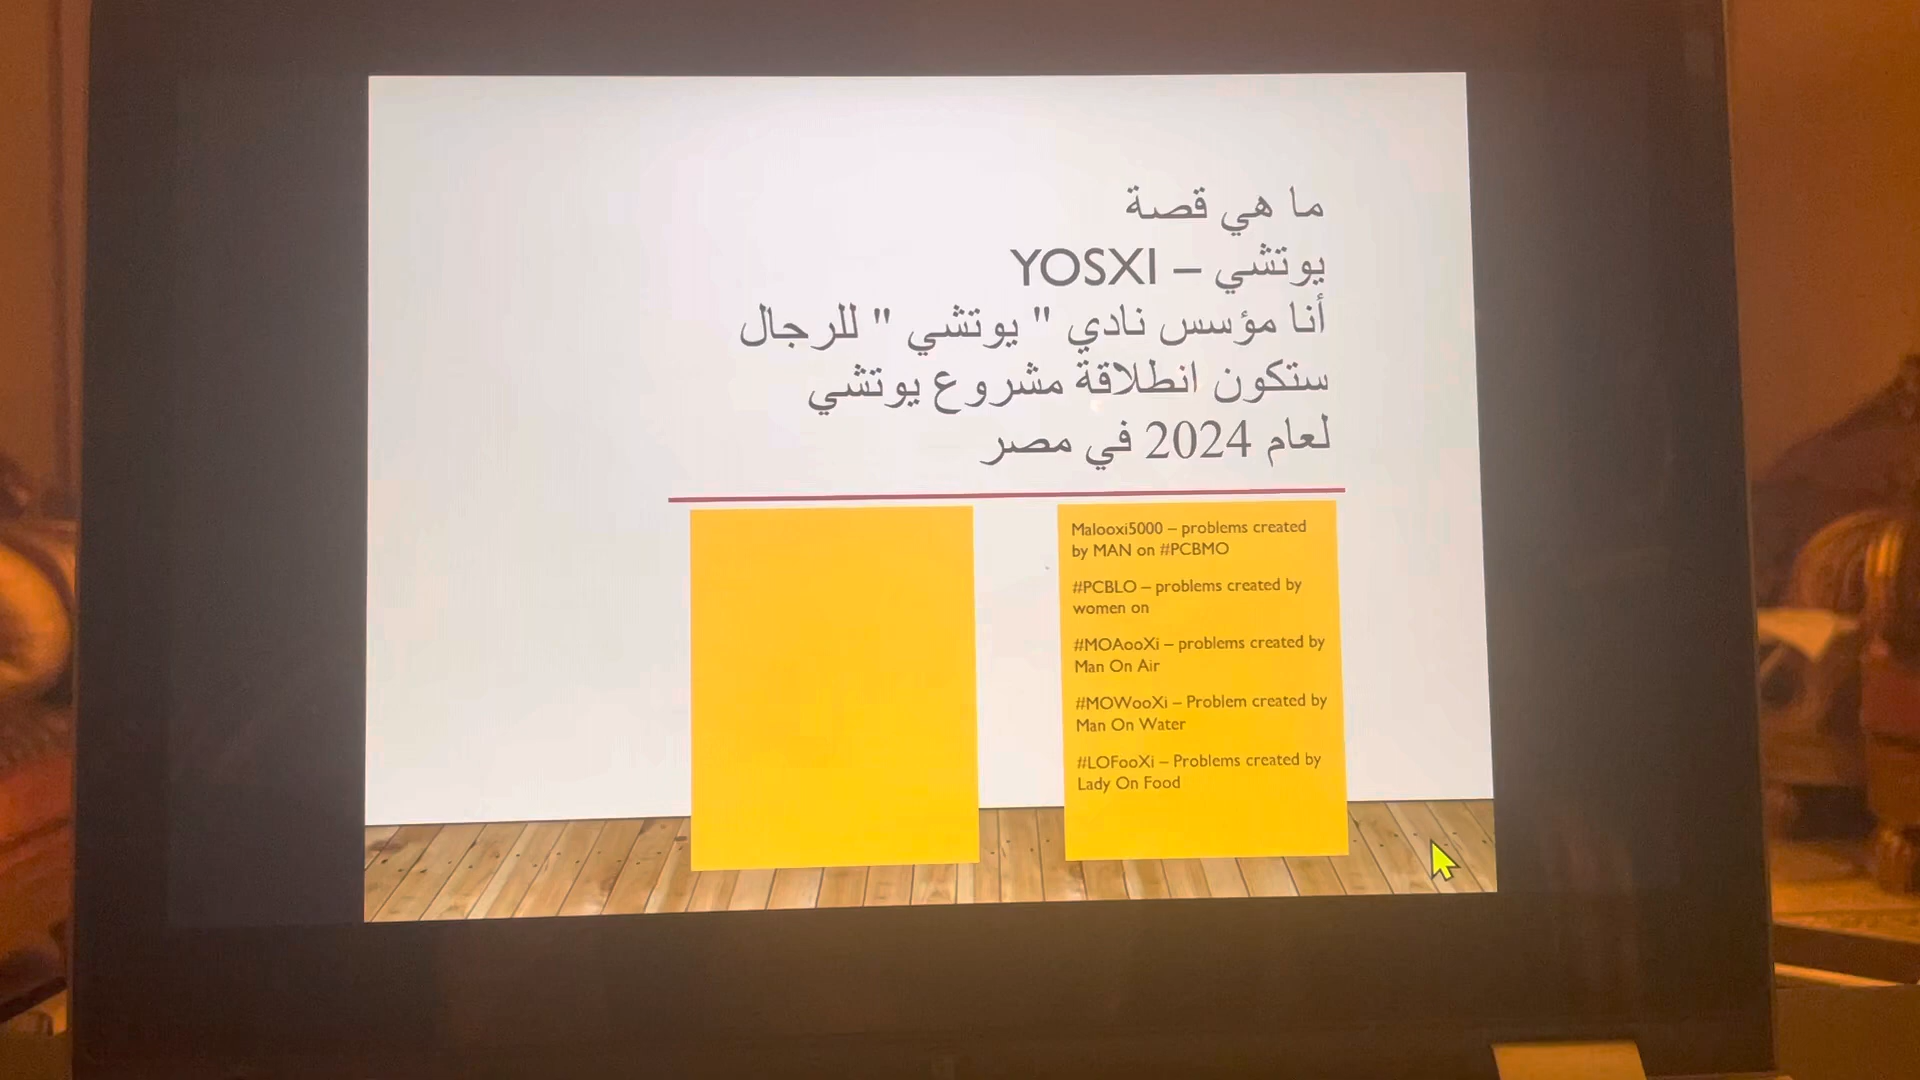 ما هي قصة
يوتشي – YOSXI
أنا مؤسس نادي " يوتشي " للرجال
ستكون انطلاقة مشروع يوتشي
لعام 2024 في مصر
Malooxi5000 – problems created
by MAN on #PCBMO
#PCBLO – problems created by
women on
#MOAooXi – problems created by
Man On Air
#MOWooXi – Problem created by
Man On Water
#LOFooXi – Problems created by
Lady On Food